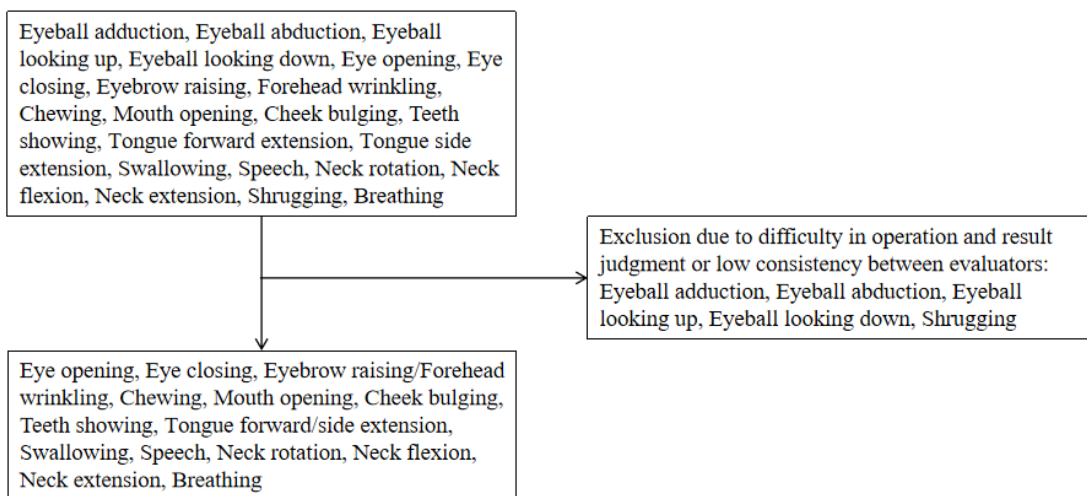 Eyeball adduction, Eyeball abduction, Eyeball
looking up, Eyeball looking down, Eye opening, Eye
closing, Eyebrow raising, Forehead wrinkling,
Chewing, Mouth opening, Cheek bulging, Teeth
showing, Tongue forward extension, Tongue side
extension, Swallowing, Speech, Neck rotation, Neck
flexion, Neck extension, Shrugging, Breathing
Exclusion due to difficulty in operation and result
judgment or low consistency between evaluators:
Eyeball adduction, Eyeball abduction, Eyeball
looking up, Eyeball looking down, Shrugging
Eye opening, Eye closing, Eyebrow raising/Forehead
wrinkling, Chewing, Mouth opening, Cheek bulging,
Teeth showing, Tongue forward/side extension,
Swallowing, Speech, Neck rotation, Neck flexion,
Neck extension, Breathing